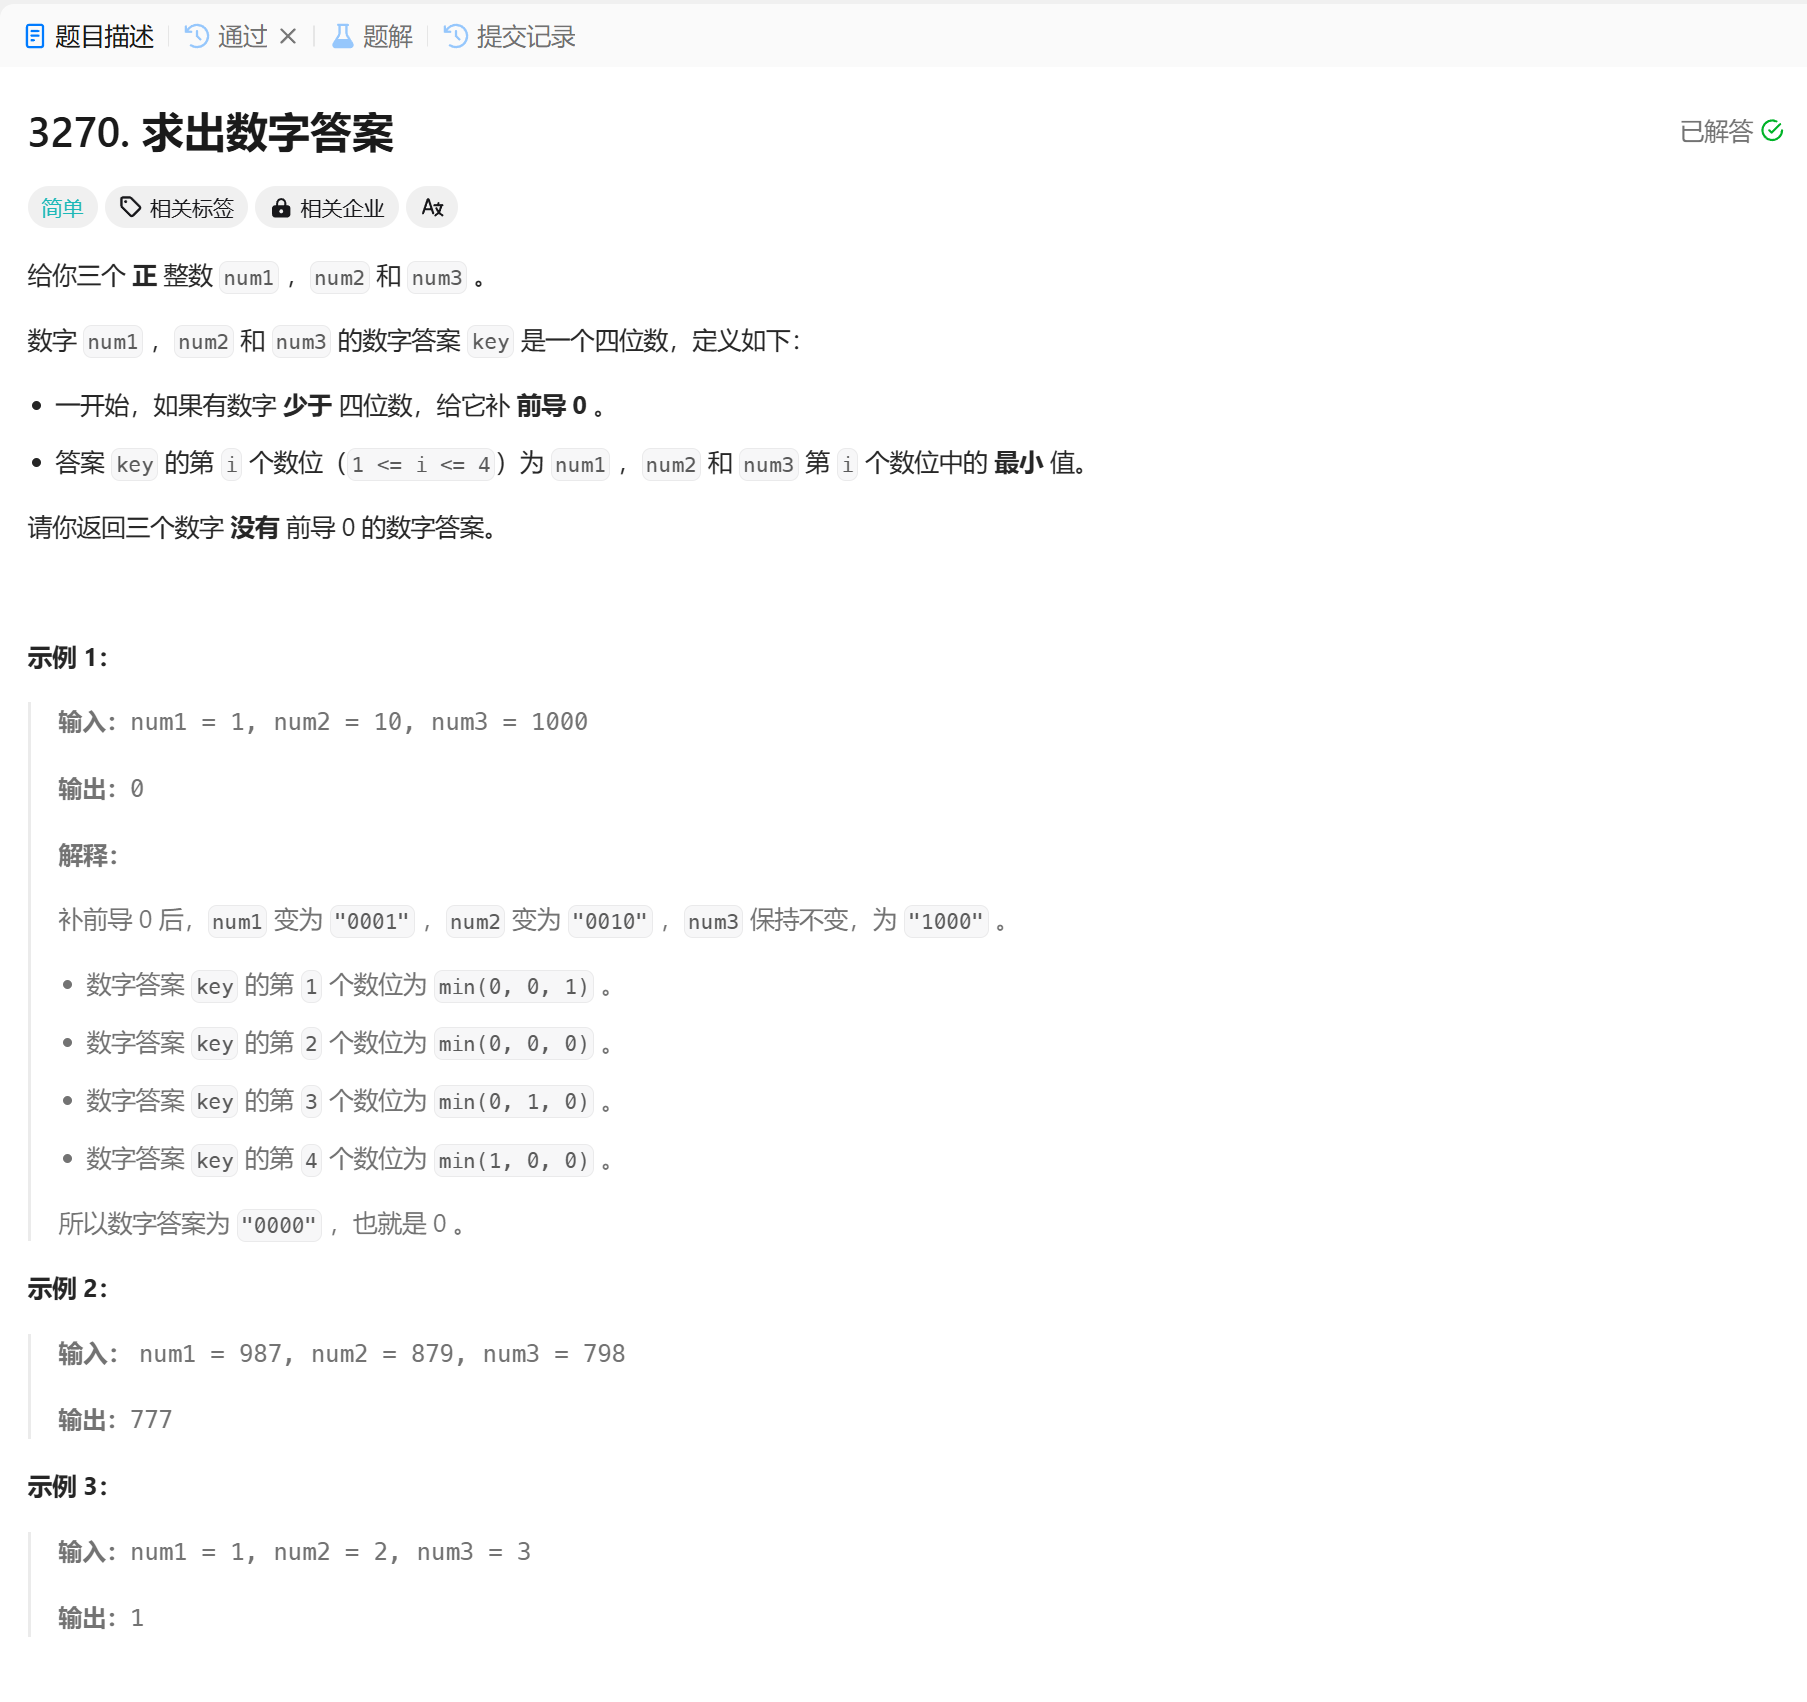 题目描述 通过 题解 提交记录
3270. 求出数字答案 已解答
简单 相关标签 相关企业
给你三个 正 整数 num1 ，num2 和 num3 。
数字 num1 ，num2 和 num3 的数字答案 key 是一个四位数，定义如下：
• 一开始，如果有数字 少于 四位数，给它补 前导 0 。
• 答案 key 的第 i 个数位（1 <= i <= 4）为 num1 ，num2 和 num3 第 i 个数位中的 最小 值。
请你返回三个数字 没有 前导 0 的数字答案。
示例 1：
输入：num1 = 1, num2 = 10, num3 = 1000
输出：0
解释：
补前导 0 后，num1 变为 "0001" ，num2 变为 "0010" ，num3 保持不变，为 "1000" 。
• 数字答案 key 的第 1 个数位为 min(0, 0, 1) 。
• 数字答案 key 的第 2 个数位为 min(0, 0, 0) 。
• 数字答案 key 的第 3 个数位为 min(0, 1, 0) 。
• 数字答案 key 的第 4 个数位为 min(1, 0, 0) 。
所以数字答案为 "0000" ，也就是 0 。
示例 2：
输入： num1 = 987, num2 = 879, num3 = 798
输出：777
示例 3：
输入：num1 = 1, num2 = 2, num3 = 3
输出：1